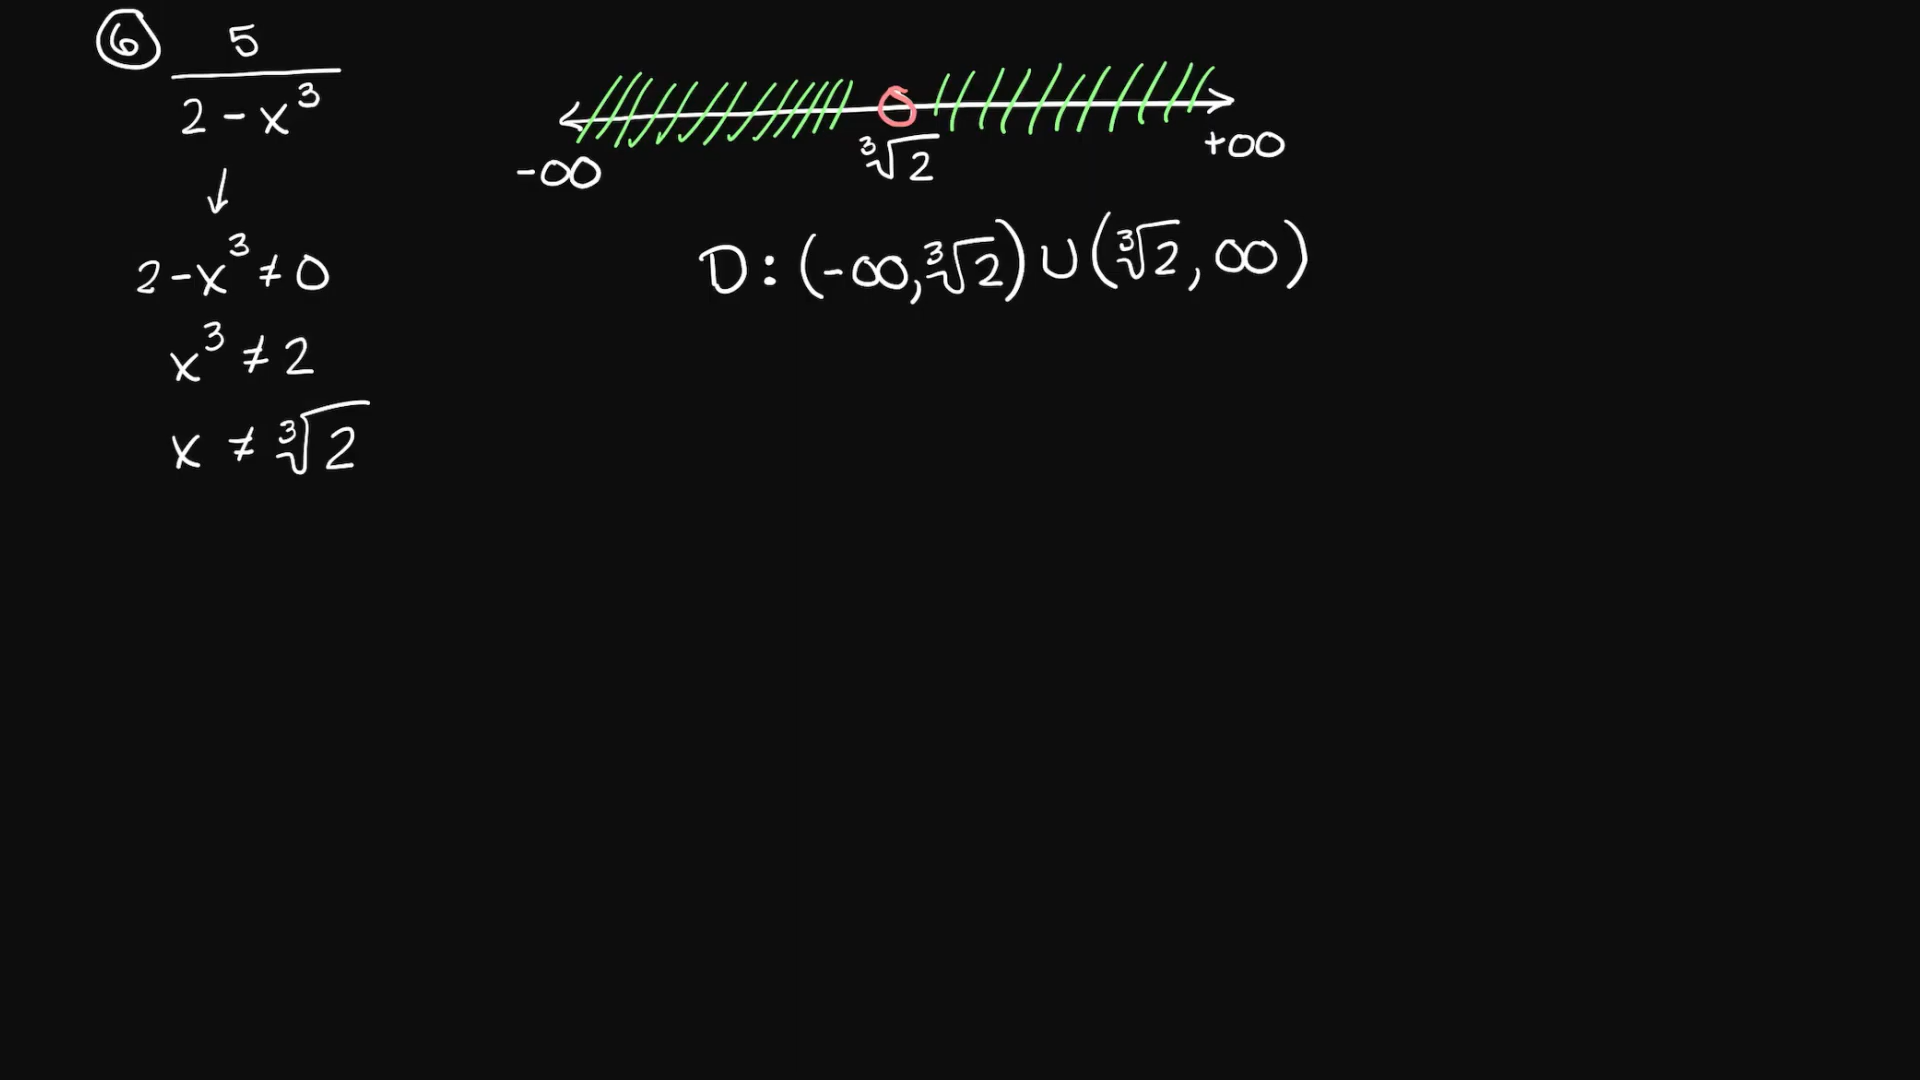 ⑥ 5
2 - x³
↓
2-x³ ≠ 0
x³ ≠ 2
x ≠ ∛2
-∞ ∛2 +∞
D: (-∞, ∛2) ∪ (∛2, ∞)